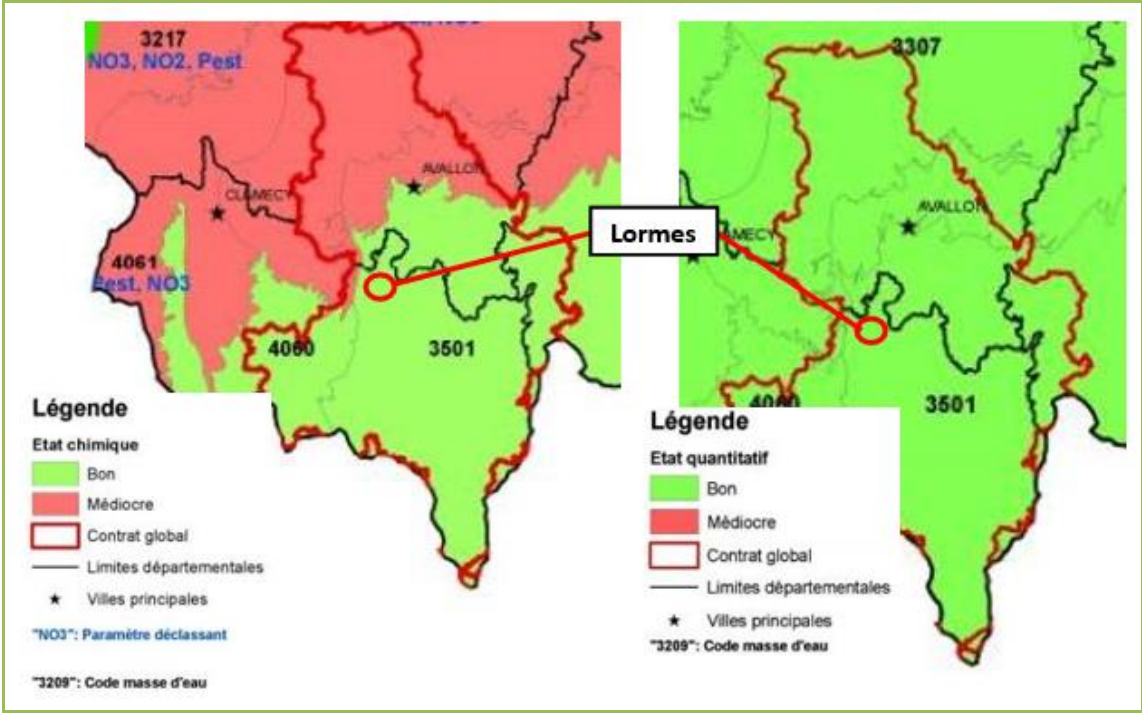 3217
NO3, NO2, Pest
AVALLON
CLAMECY
4061
Pest, NO3
4060
3501
Légende
Etat chimique
Bon
Médiocre
Contrat global
Limites départementales
Villes principales
"NO3": Paramètre déclassant
"3209": Code masse d'eau
Lormes
3307
AVALLON
AMECY
4060
3501
Légende
Etat quantitatif
Bon
Médiocre
Contrat global
Limites départementales
Villes principales
"3209": Code masse d'eau